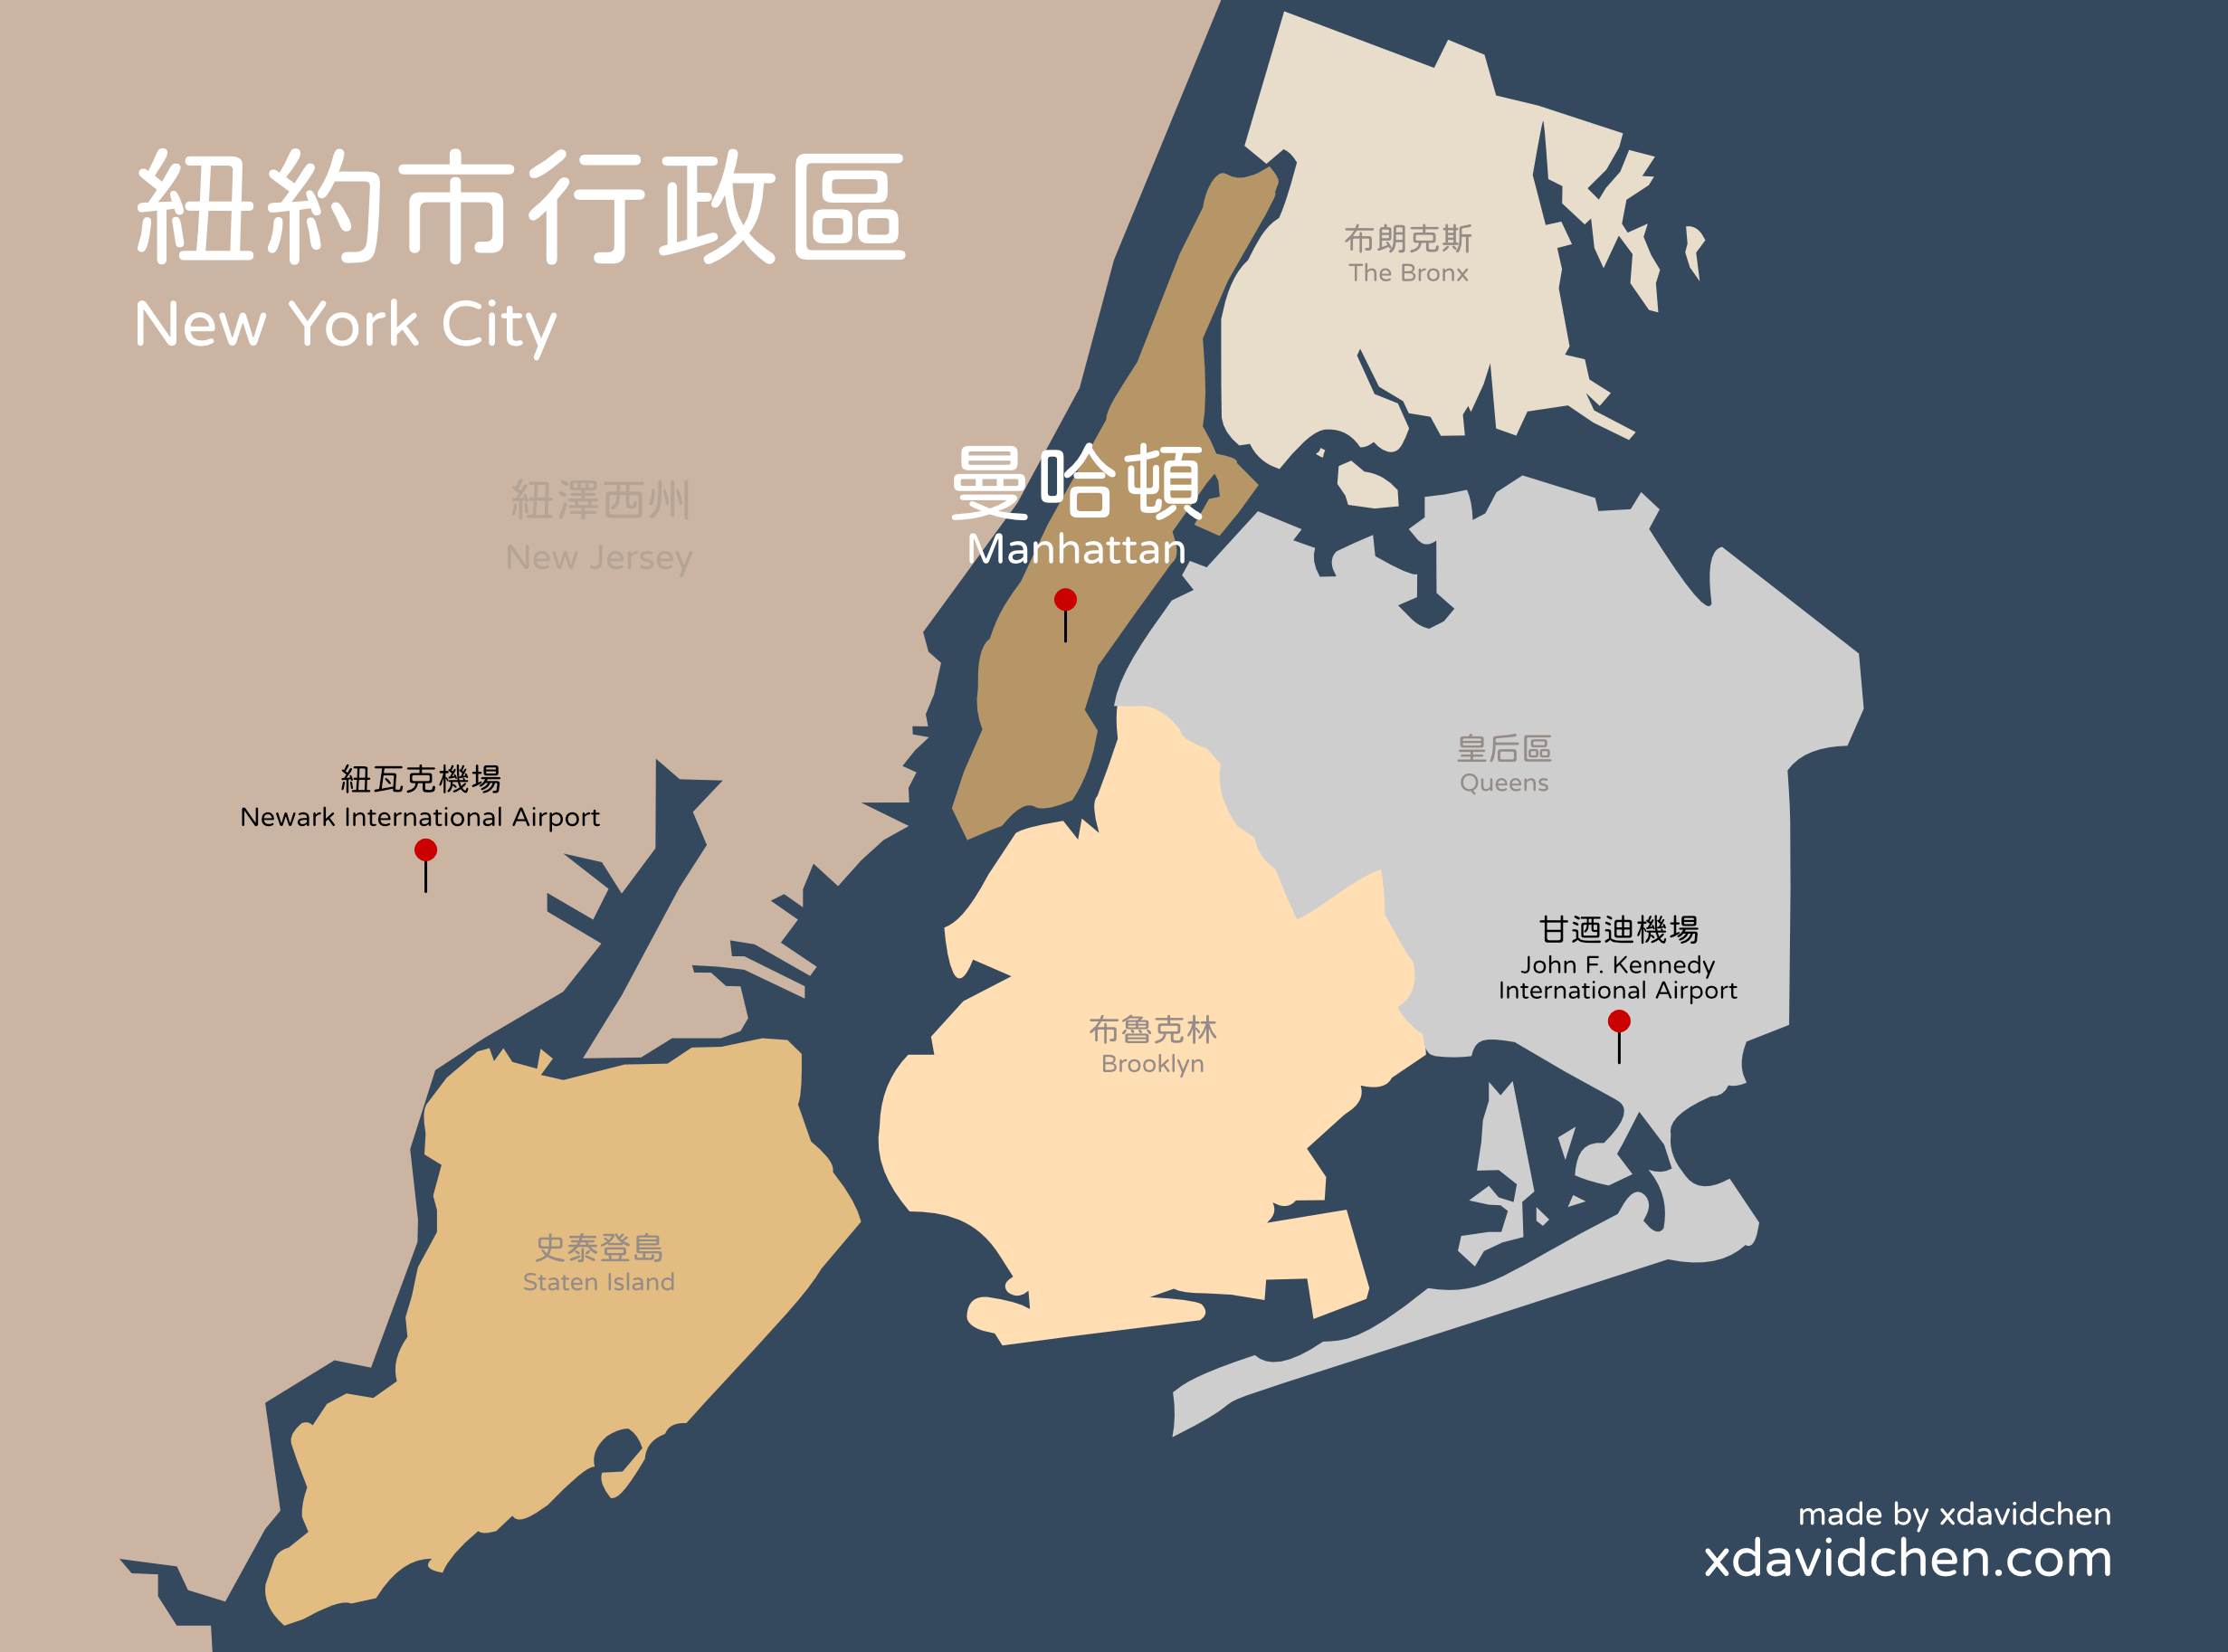 紐約市行政區
New York City
布朗克斯
The Bronx
曼哈頓
Manhattan
紐澤西州
New Jersey
皇后區
Queens
紐瓦克機場
Newark International Airport
甘迺迪機場
John F. Kennedy
International Airport
布魯克林
Brooklyn
史泰登島
Staten Island
made by xdavidchen
xdavidchen.com